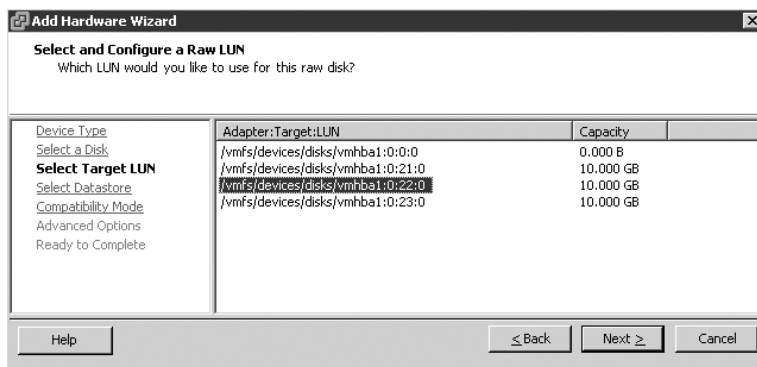 Add Hardware Wizard
Select and Configure a Raw LUN
Which LUN would you like to use for this raw disk?
Device Type
Select a Disk
Select Target LUN
Select Datastore
Compatibility Mode
Advanced Options
Ready to Complete
Adapter:Target:LUN Capacity
/vmfs/devices/disks/vmhba1:0:0:0 0.000 B
/vmfs/devices/disks/vmhba1:0:21:0 10.000 GB
/vmfs/devices/disks/vmhba1:0:22:0 10.000 GB
/vmfs/devices/disks/vmhba1:0:23:0 10.000 GB
Help < Back Next > Cancel